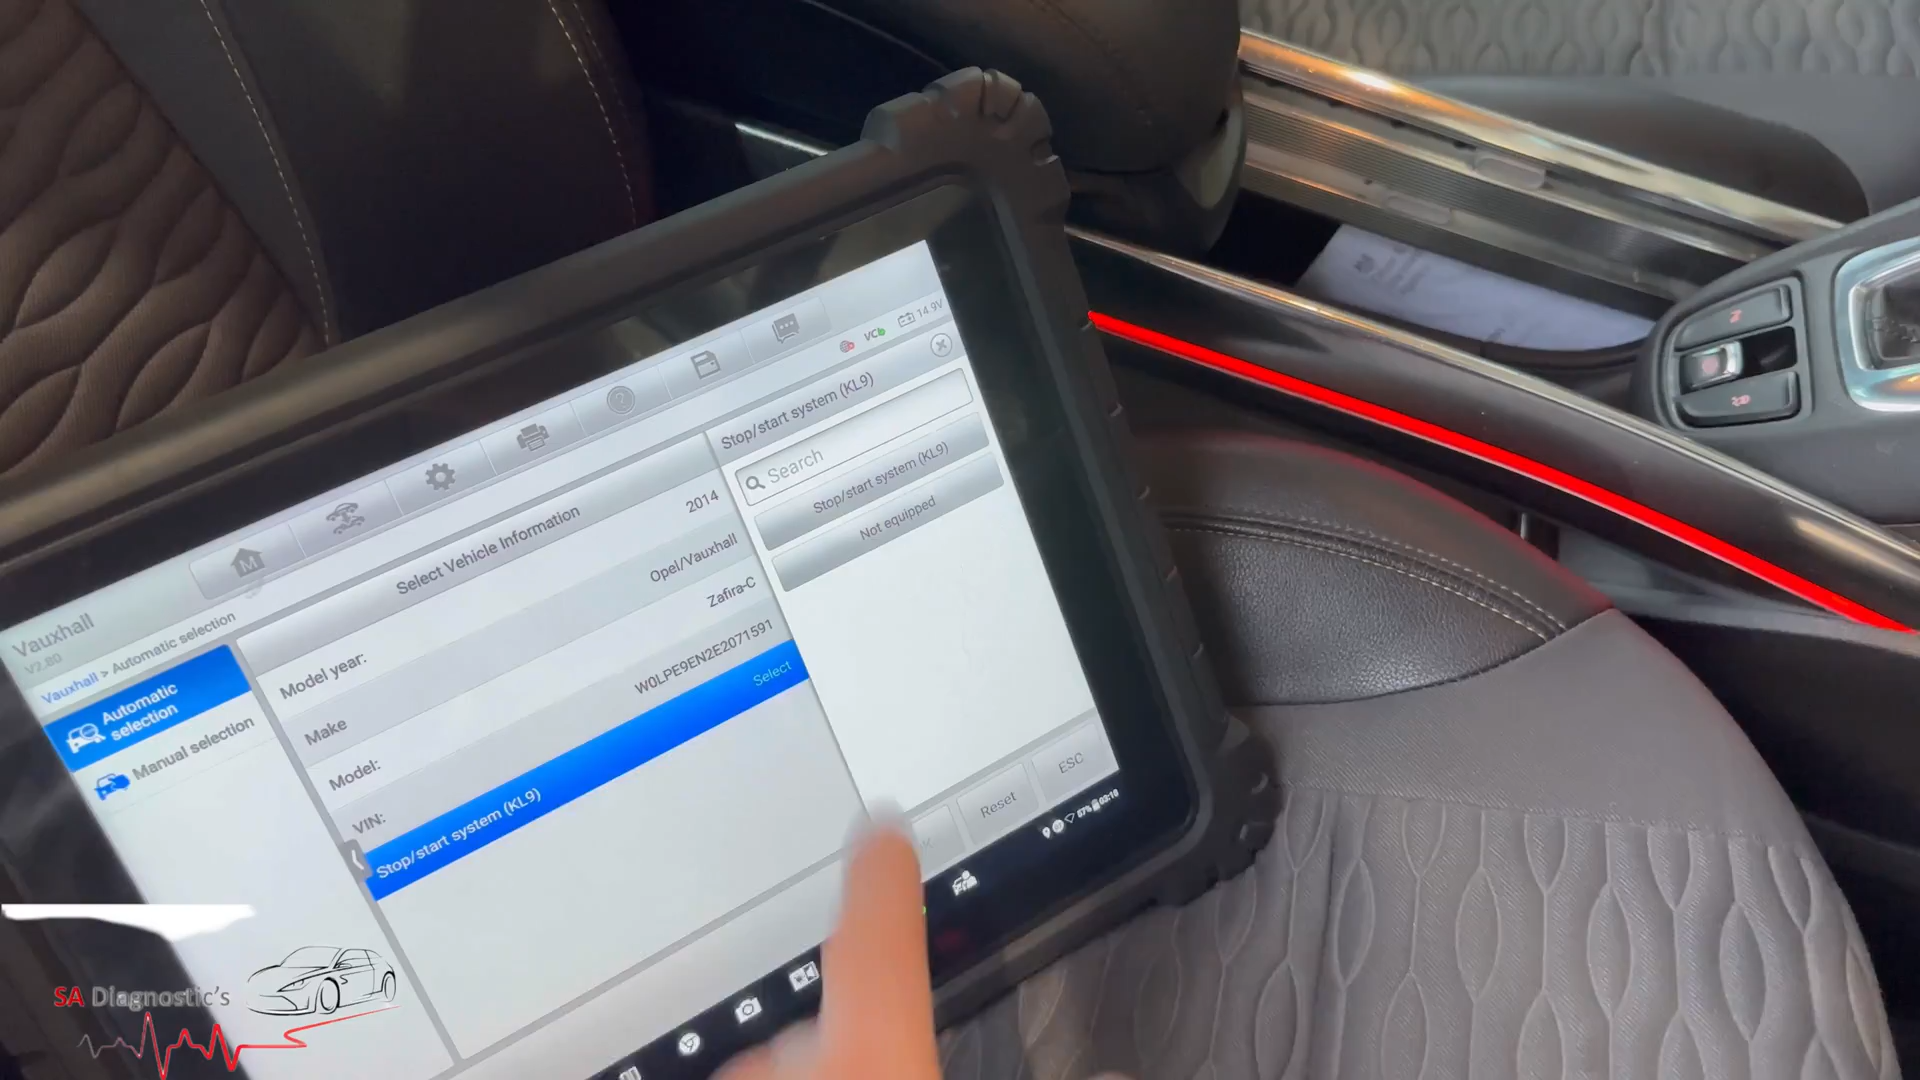 Vauxhall
V2.80
VCI
14.9V
Vauxhall > Automatic selection
Automatic
selection
Manual selection
Select Vehicle Information
Model year:
2014
Make
Opel/Vauxhall
Model:
Zafira-C
VIN:
W0LPE9EN2E2071591
Stop/start system (KL9)
Select
Stop/start system (KL9)
Search
Stop/start system (KL9)
Not equipped
Reset
ESC
03:16
SA Diagnostic's